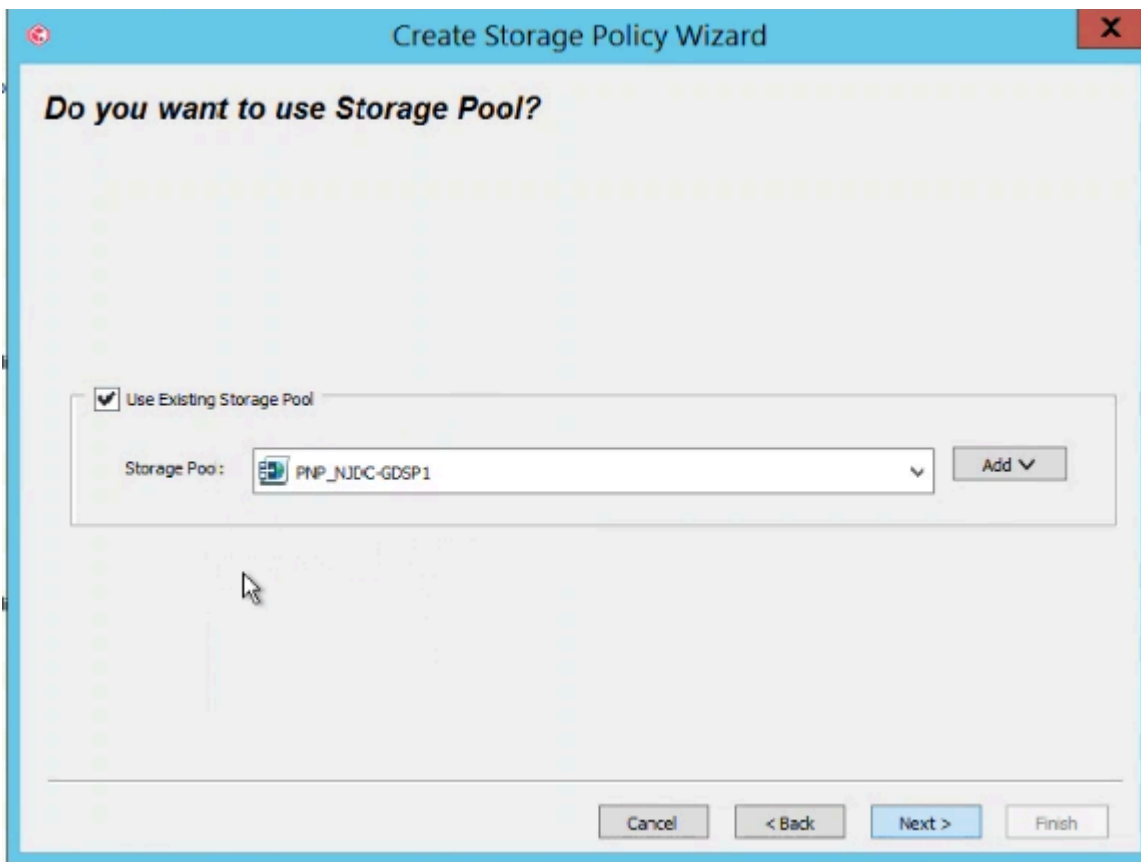 Create Storage Policy Wizard
X
Do you want to use Storage Pool?
Use Existing Storage Pool
Storage Pool: PNP_NJDC-GDSP1 Add
Cancel < Back Next > Finish